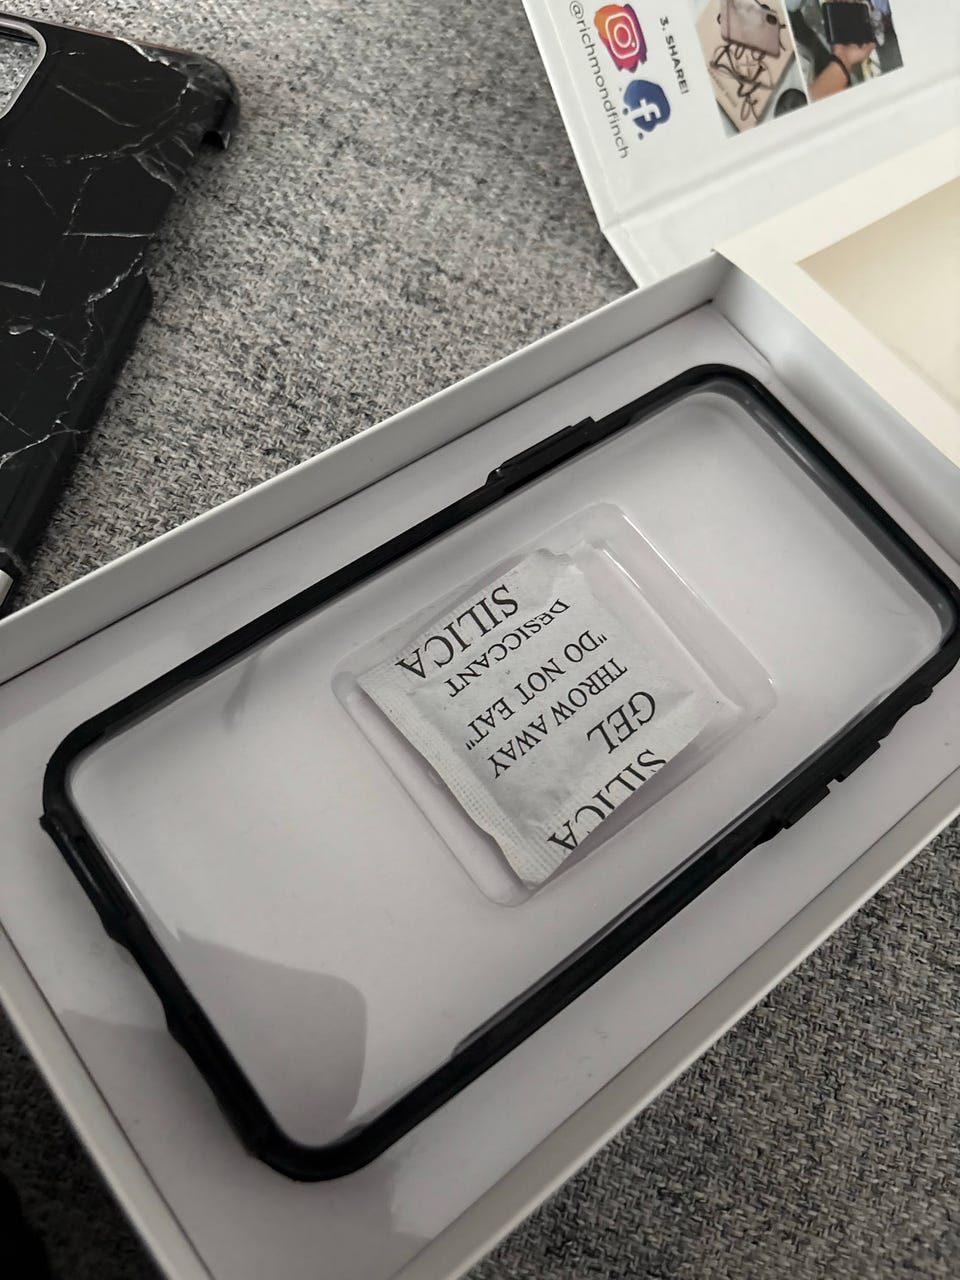 3. SHARE!
@richmondfinch
SILICA
GEL
THROW AWAY
"DO NOT EAT"
DESICCANT
SILICA